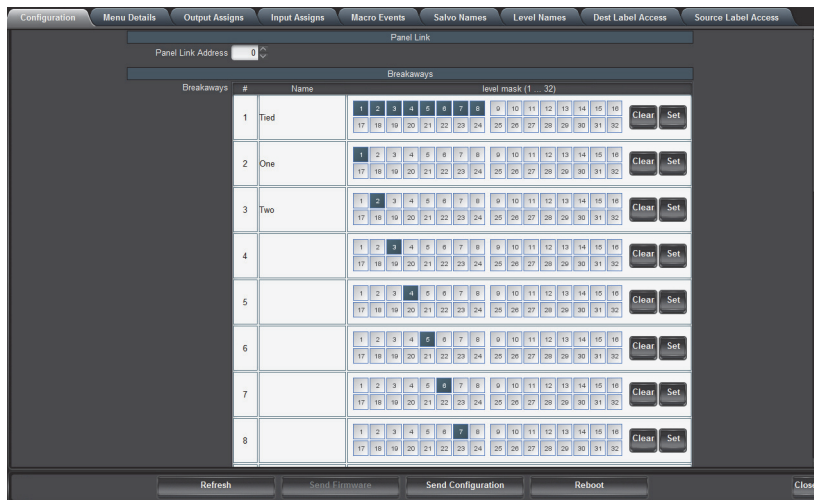 Configuration Menu Details Output Assigns Input Assigns Macro Events Salvo Names Level Names Dest Label Access Source Label Access
Panel Link
Panel Link Address 0
Breakaways
Breakaways # Name level mask (1 ... 32)
1 2 3 4 5 6 7 8 9 10 11 12 13 14 15 16
1 Tied Clear Set
17 18 19 20 21 22 23 24 25 26 27 28 29 30 31 32
1 2 3 4 5 6 7 8 9 10 11 12 13 14 15 16
2 One Clear Set
17 18 19 20 21 22 23 24 25 26 27 28 29 30 31 32
1 2 3 4 5 6 7 8 9 10 11 12 13 14 15 16
3 Two Clear Set
17 18 19 20 21 22 23 24 25 26 27 28 29 30 31 32
1 2 3 4 5 6 7 8 9 10 11 12 13 14 15 16
4 Clear Set
17 18 19 20 21 22 23 24 25 26 27 28 29 30 31 32
1 2 3 4 5 6 7 8 9 10 11 12 13 14 15 16
5 Clear Set
17 18 19 20 21 22 23 24 25 26 27 28 29 30 31 32
1 2 3 4 5 6 7 8 9 10 11 12 13 14 15 16
6 Clear Set
17 18 19 20 21 22 23 24 25 26 27 28 29 30 31 32
1 2 3 4 5 6 7 8 9 10 11 12 13 14 15 16
7 Clear Set
17 18 19 20 21 22 23 24 25 26 27 28 29 30 31 32
1 2 3 4 5 6 7 8 9 10 11 12 13 14 15 16
8 Clear Set
17 18 19 20 21 22 23 24 25 26 27 28 29 30 31 32
Refresh Send Firmware Send Configuration Reboot Close